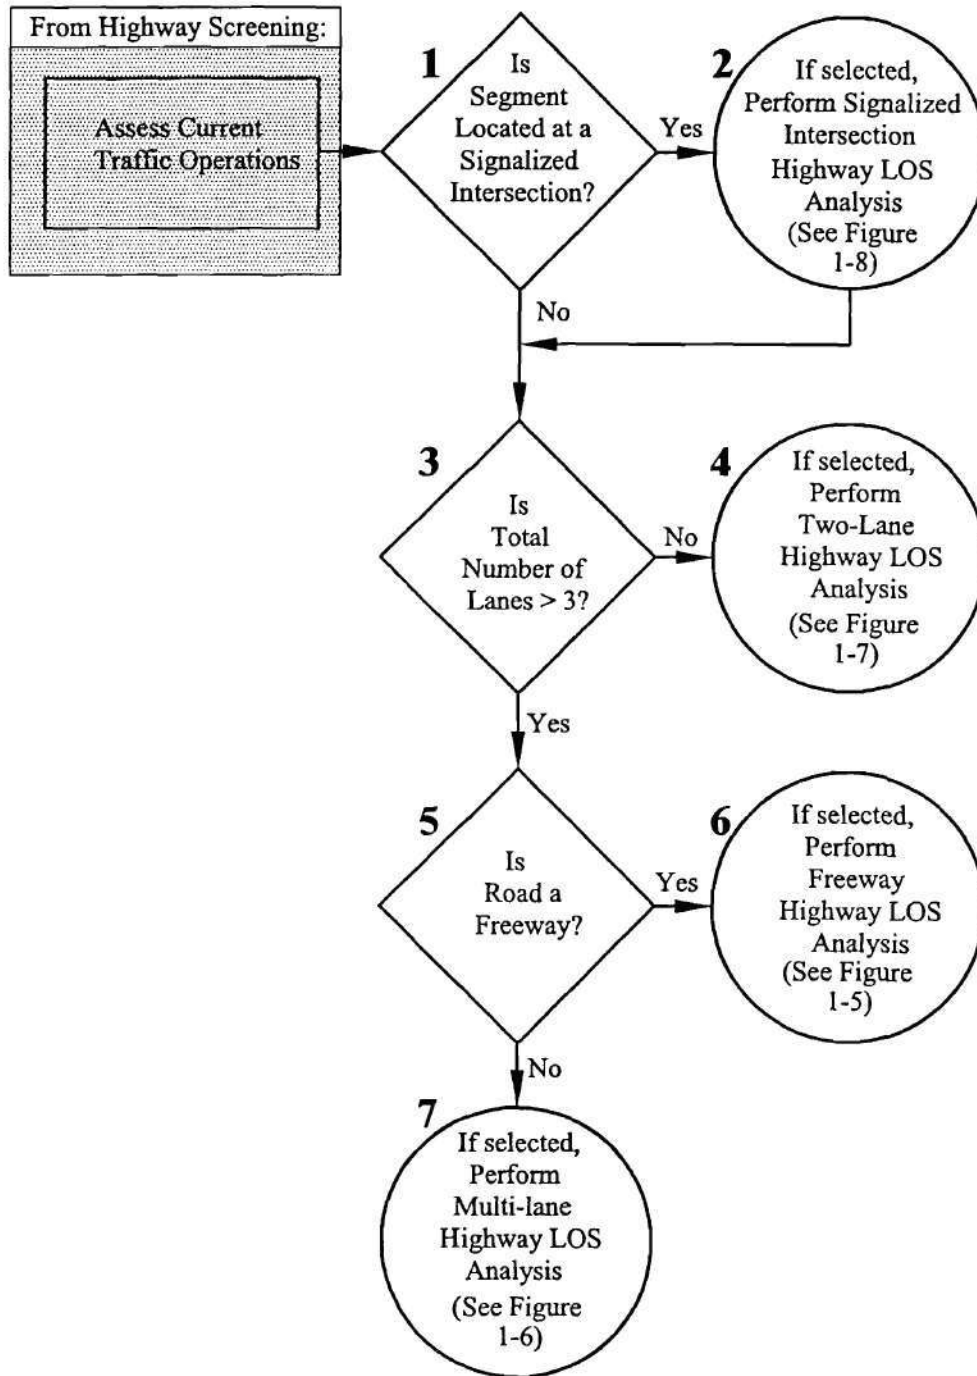 From Highway Screening:
Assess Current
Traffic Operations
1
Is
Segment
Located at a
Signalized
Intersection?
Yes
2
If selected,
Perform Signalized
Intersection
Highway LOS
Analysis
(See Figure
1-8)
No
3
Is
Total
Number of
Lanes > 3?
No
4
If selected,
Perform
Two-Lane
Highway LOS
Analysis
(See Figure
1-7)
Yes
5
Is
Road a
Freeway?
Yes
6
If selected,
Perform
Freeway
Highway LOS
Analysis
(See Figure
1-5)
No
7
If selected,
Perform
Multi-lane
Highway LOS
Analysis
(See Figure
1-6)